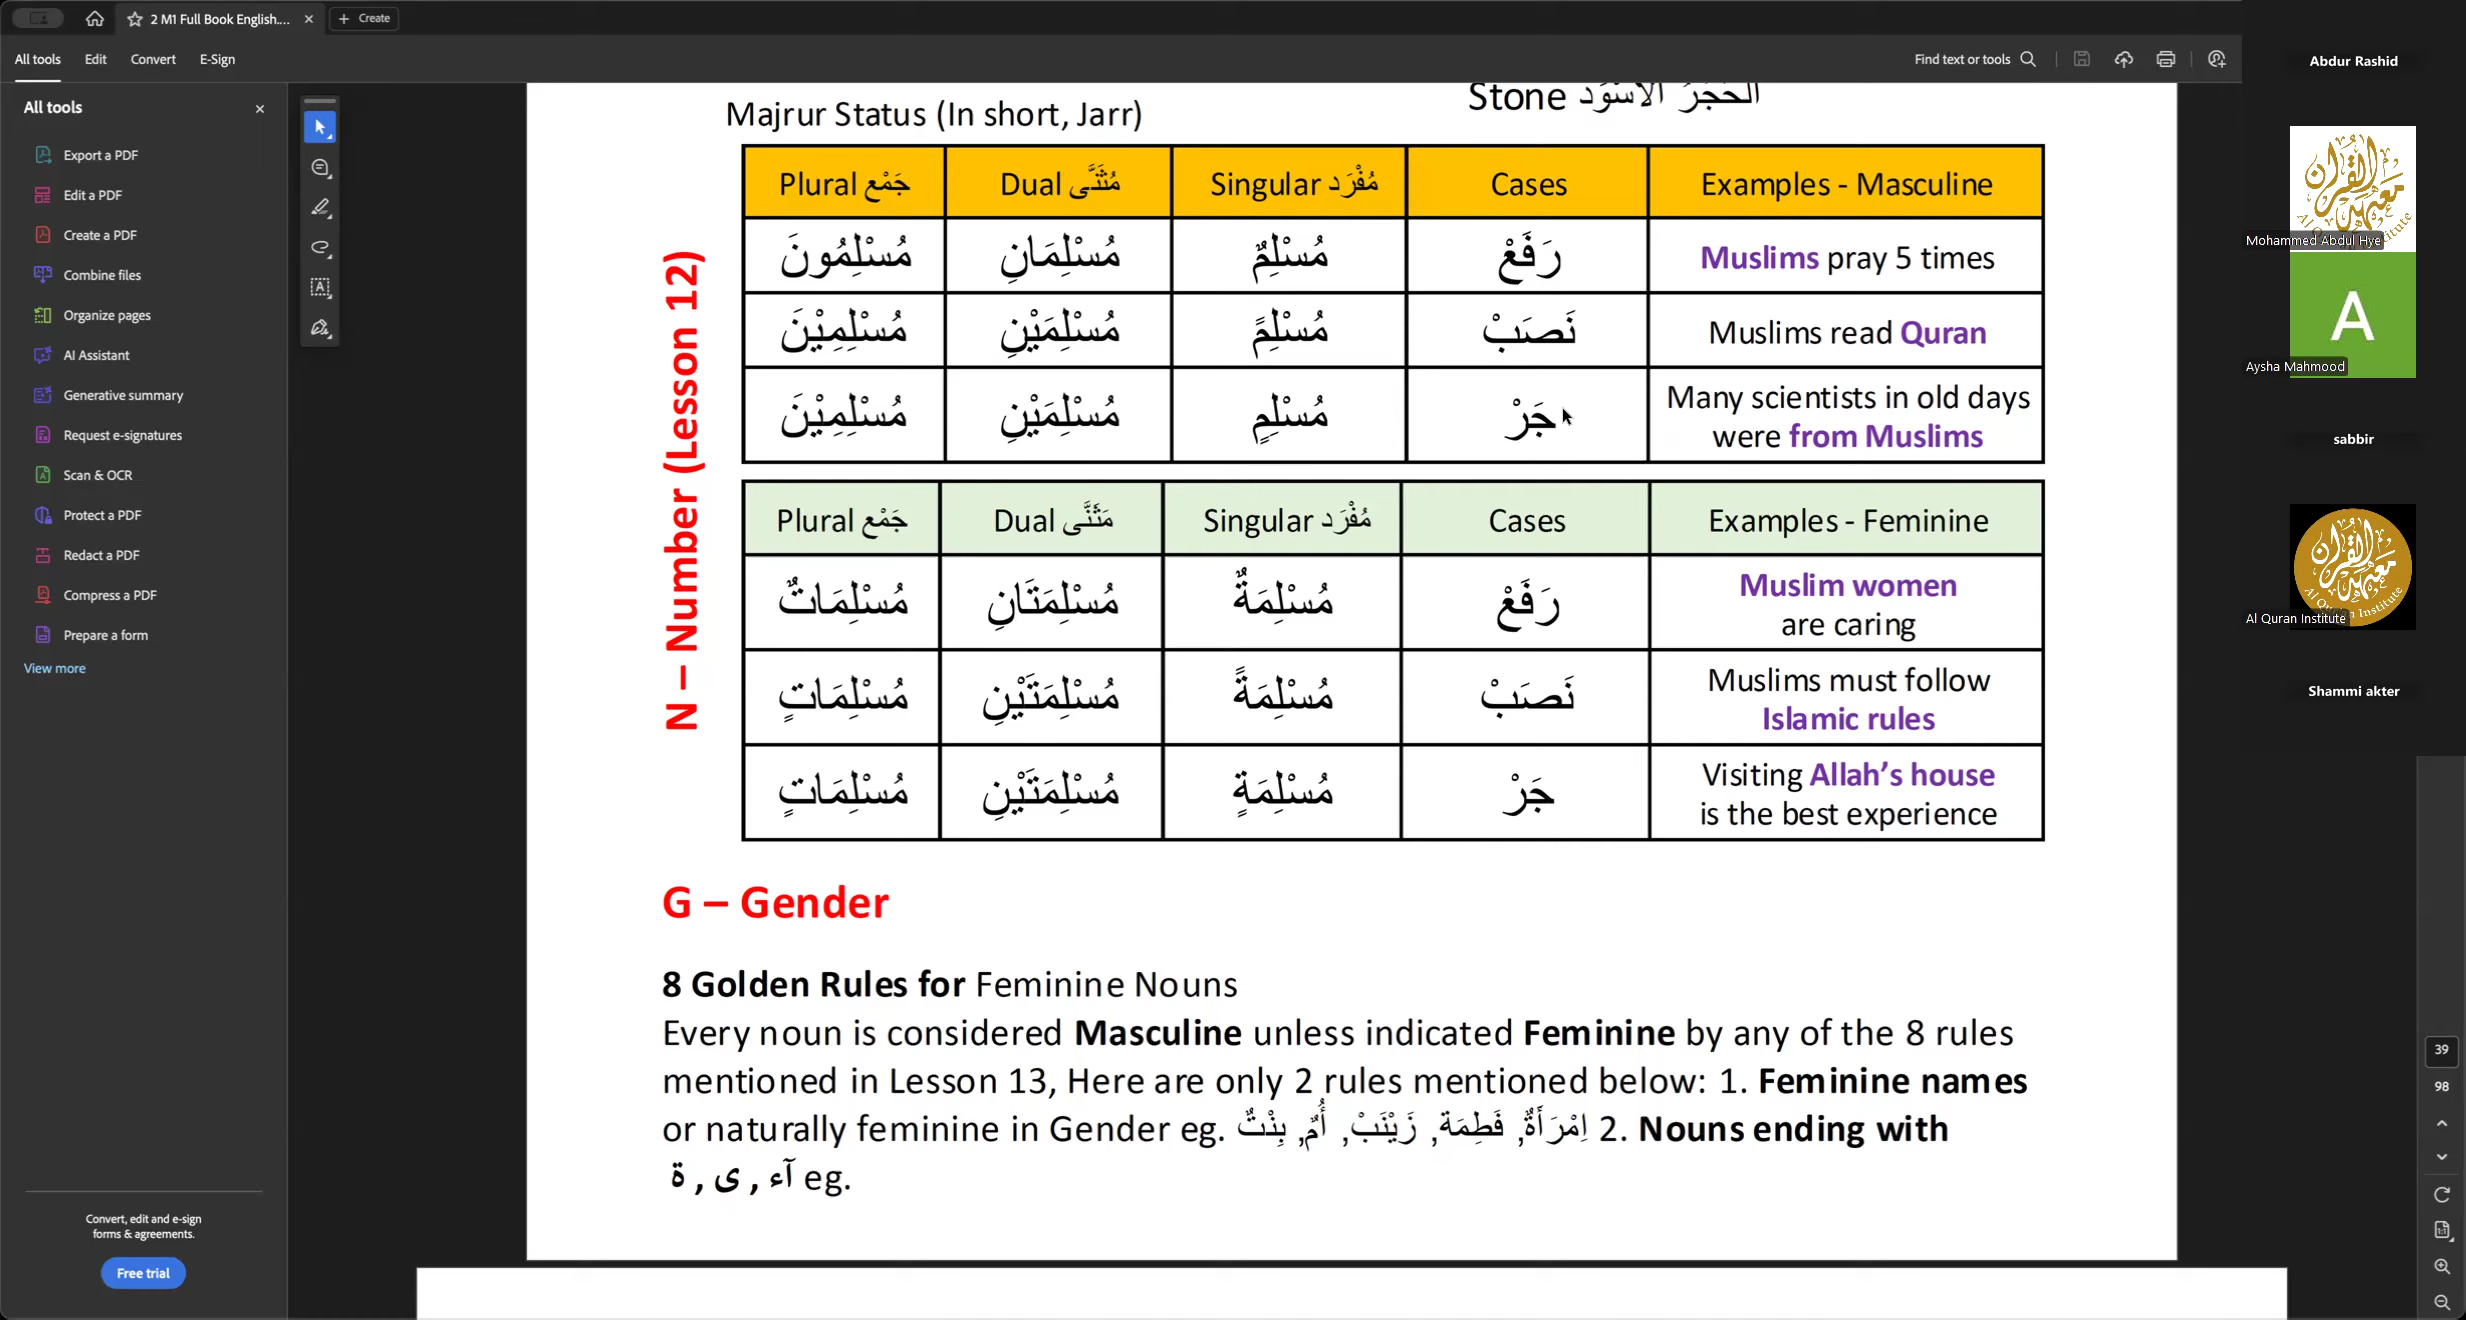 2 M1 Full Book English....
Create
All tools
Edit
Convert
E-Sign
Find text or tools
All tools
Export a PDF
Edit a PDF
Create a PDF
Combine files
Organize pages
AI Assistant
Generative summary
Request e-signatures
Scan & OCR
Protect a PDF
Redact a PDF
Compress a PDF
Prepare a form
View more
Convert, edit and e-sign
forms & agreements.
Free trial
Stone الحَجَرُ الأسْوَد
Majrur Status (In short, Jarr)
N – Number (Lesson 12)
Plural جَمْع Dual مُثَنَّى Singular مُفْرَد Cases Examples - Masculine
مُسْلِمُونَ مُسْلِمَانِ مُسْلِمٌ رَفَعْ Muslims pray 5 times
مُسْلِمِيْنَ مُسْلِمَيْنِ مُسْلِمً نَصَبْ Muslims read Quran
مُسْلِمِيْنَ مُسْلِمَيْنِ مُسْلِمٍ جَرْ Many scientists in old days
were from Muslims
Plural جَمْع Dual مَثَنَّى Singular مُفْرَد Cases Examples - Feminine
مُسْلِمَاتٌ مُسْلِمَتَانِ مُسْلِمَةٌ رَفَعْ Muslim women
are caring
مُسْلِمَاتٍ مُسْلِمَتَيْنِ مُسْلِمَةً نَصَبْ Muslims must follow
Islamic rules
مُسْلِمَاتٍ مُسْلِمَتَيْنِ مُسْلِمَةٍ جَرْ Visiting Allah’s house
is the best experience
G – Gender
8 Golden Rules for Feminine Nouns
Every noun is considered Masculine unless indicated Feminine by any of the 8 rules
mentioned in Lesson 13, Here are only 2 rules mentioned below: 1. Feminine names
or naturally feminine in Gender eg. اِمْرَأَةٌ, فَطِمَة, زَيْنَبْ, أُمٌ, بِنْتٌ 2. Nouns ending with
آء , ى , ة eg.
Abdur Rashid
Mohammed Abdul Hye
A
Aysha Mahmood
sabbir
معهد القرآن
Al Quran Institute
Al Quran Institute
Shammi akter
39
98